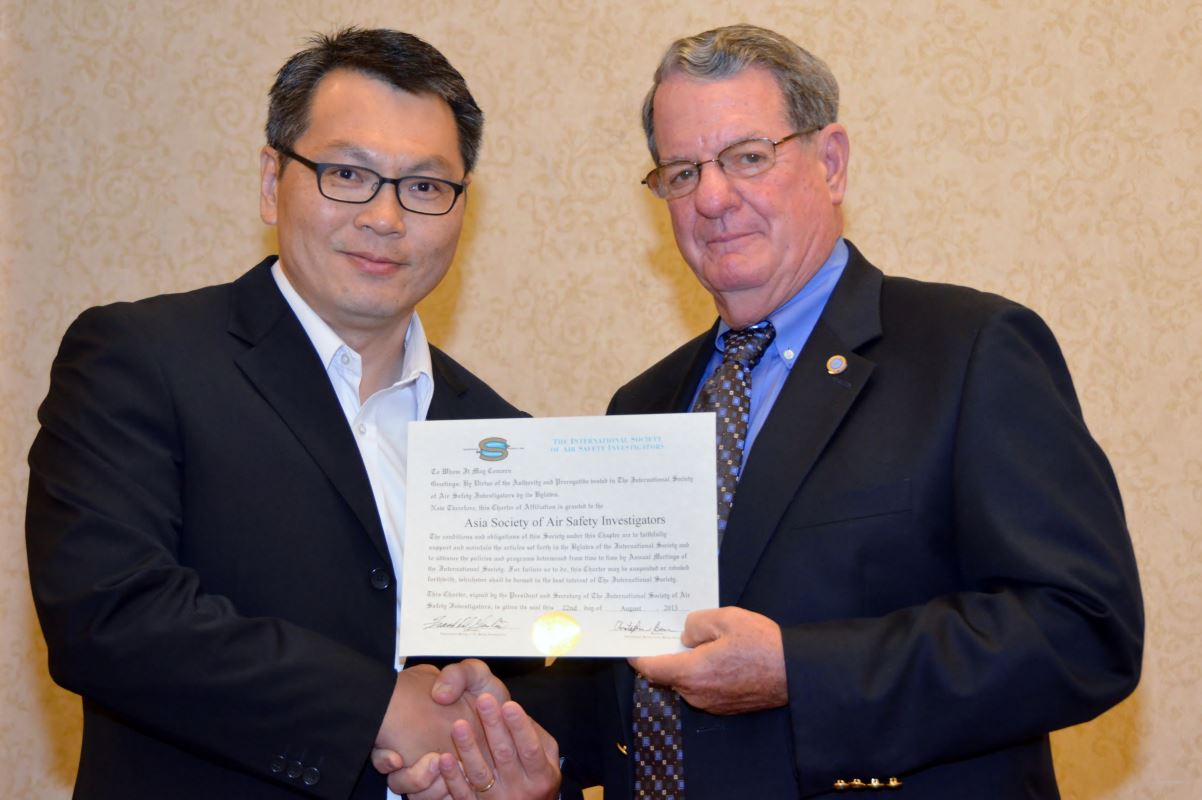 THE INTERNATIONAL SOCIETY
OF AIR SAFETY INVESTIGATORS
To Whom It May Concern
Greetings: By Virtue of the Authority and Prerogative vested in The International Society
of Air Safety Investigators by its Bylaws.
Now Therefore, this Charter of Affiliation is granted to the
Asia Society of Air Safety Investigators
The conditions and obligations of this Society under this Chapter are to faithfully
support and maintain the articles set forth in the Bylaws of the International Society and
to advance the policies and programs determined from time to time by Annual Meetings of
the International Society. For failure so to do, this Charter may be suspended or revoked
forthwith, whichever shall be deemed in the best interest of The International Society.
This Charter, signed by the President and Secretary of The International Society of Air
Safety Investigators, is given its seal this 22nd day of August, 2013